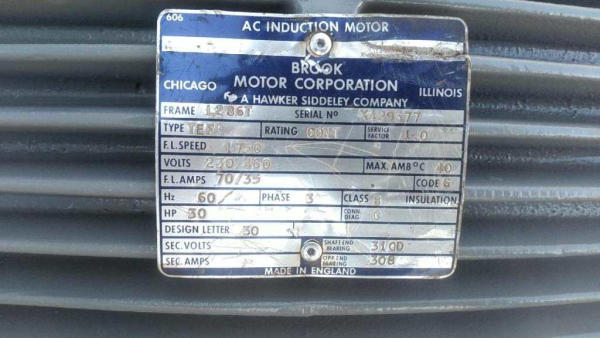 606
AC INDUCTION MOTOR
BROOK
CHICAGO MOTOR CORPORATION ILLINOIS
A HAWKER SIDDELEY COMPANY
FRAME L286T SERIAL NO
TYPE RATING CONT SERVICE FACTOR 1.0
F.L. SPEED
VOLTS 230/460 MAX. AMB°C 40
F.L. AMPS 70/35 CODE G
Hz 60 PHASE 3 CLASS B INSULATION
HP 30 CONN. DIAG
DESIGN LETTER 30
SEC. VOLTS SHAFT END BEARING 310D
SEC. AMPS OPP. END BEARING 308
MADE IN ENGLAND